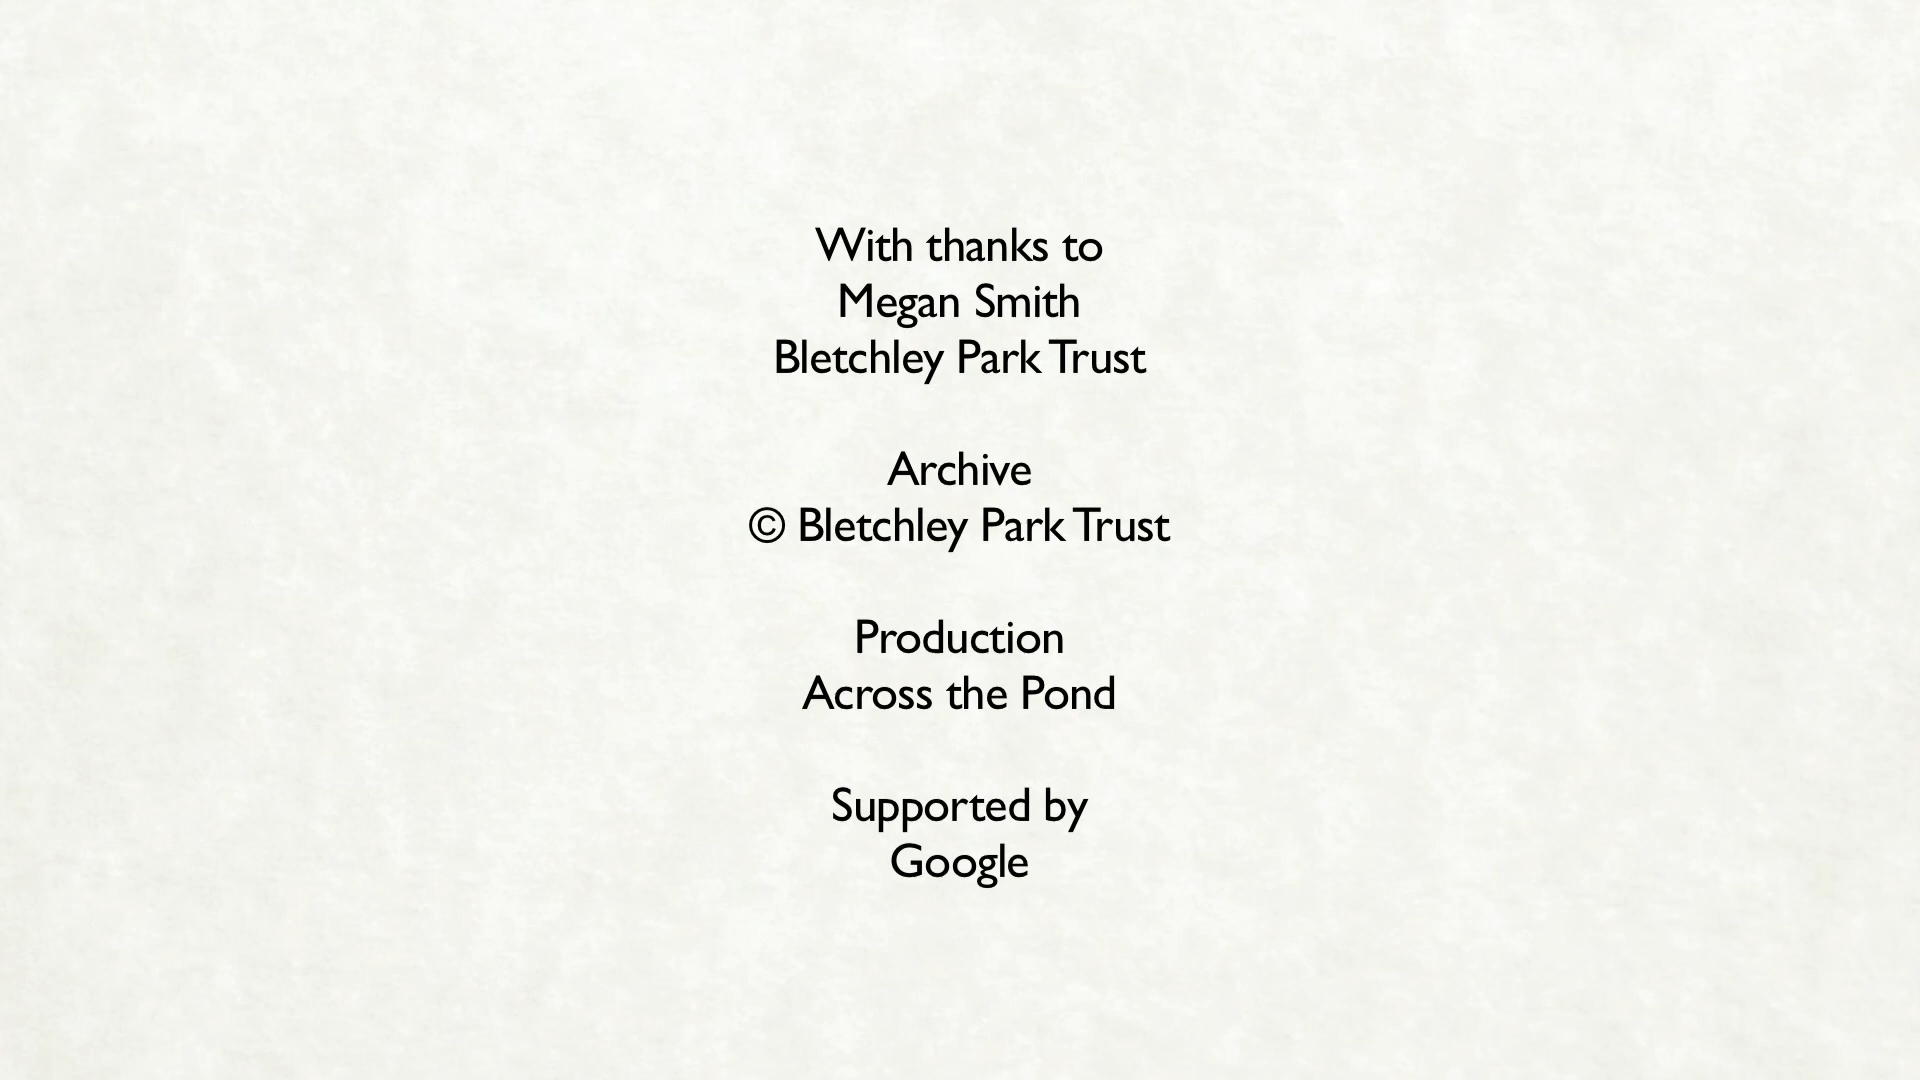 With thanks to
Megan Smith
Bletchley Park Trust
Archive
© Bletchley Park Trust
Production
Across the Pond
Supported by
Google